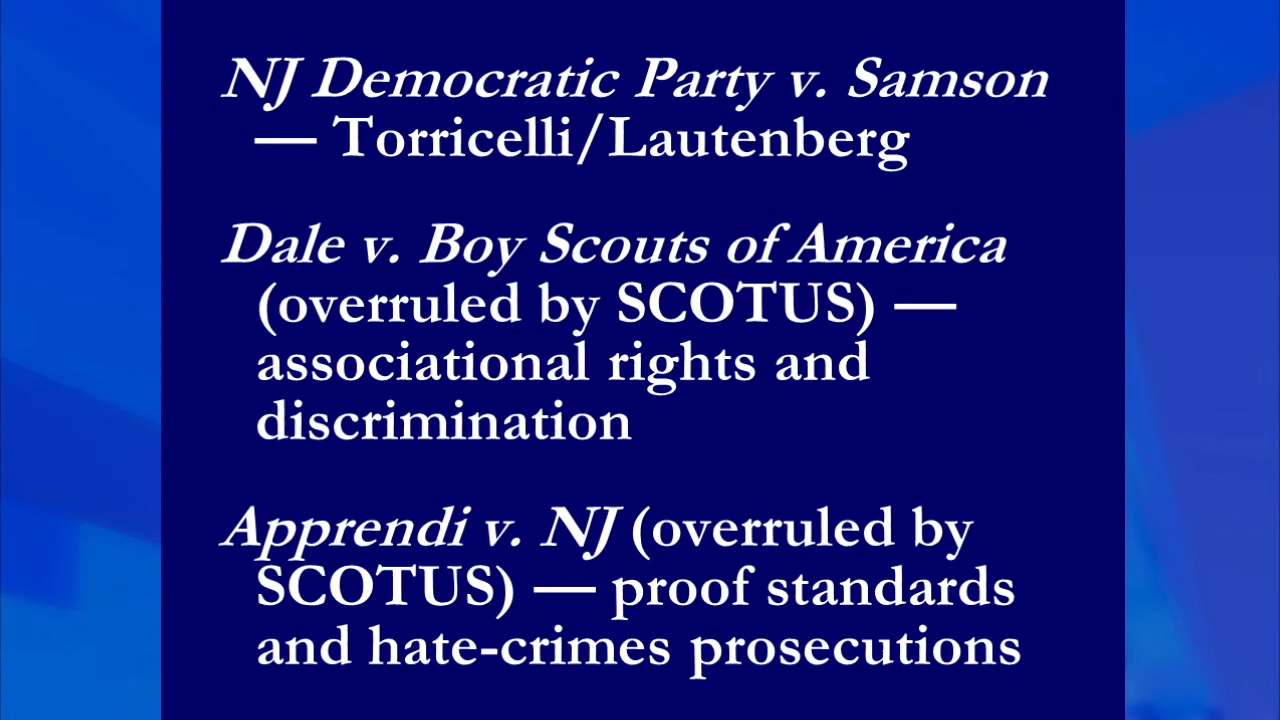 NJ Democratic Party v. Samson
— Torricelli/Lautenberg
Dale v. Boy Scouts of America
(overruled by SCOTUS) —
associational rights and
discrimination
Apprendi v. NJ (overruled by
SCOTUS) — proof standards
and hate-crimes prosecutions